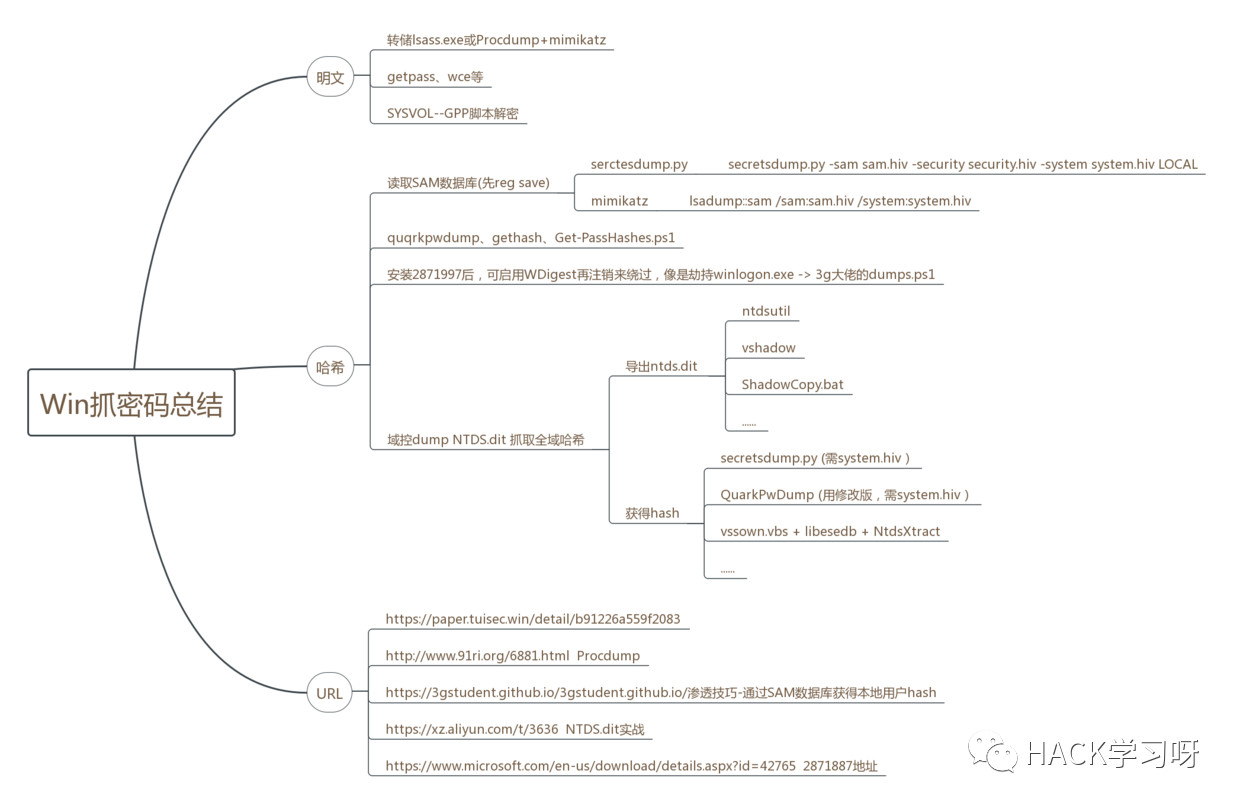 Win抓密码总结
明文
转储lsass.exe或Procdump+mimikatz
getpass、wce等
SYSVOL--GPP脚本解密
哈希
读取SAM数据库(先reg save)
serctesdump.py secretsdump.py -sam sam.hiv -security security.hiv -system system.hiv LOCAL
mimikatz lsadump::sam /sam:sam.hiv /system:system.hiv
quqrkpwdump、gethash、Get-PassHashes.ps1
安装2871997后，可启用WDigest再注销来绕过，像是劫持winlogon.exe -> 3g大佬的dumps.ps1
域控dump NTDS.dit 抓取全域哈希
导出ntds.dit
ntdsutil
vshadow
ShadowCopy.bat
......
获得hash
secretsdump.py (需system.hiv )
QuarkPwDump (用修改版，需system.hiv )
vssown.vbs + libesedb + NtdsXtract
......
URL
https://paper.tuisec.win/detail/b91226a559f2083
http://www.91ri.org/6881.html Procdump
https://3gstudent.github.io/3gstudent.github.io/渗透技巧-通过SAM数据库获得本地用户hash
https://xz.aliyun.com/t/3636 NTDS.dit实战
https://www.microsoft.com/en-us/download/details.aspx?id=42765 2871887地址
HACK学习呀